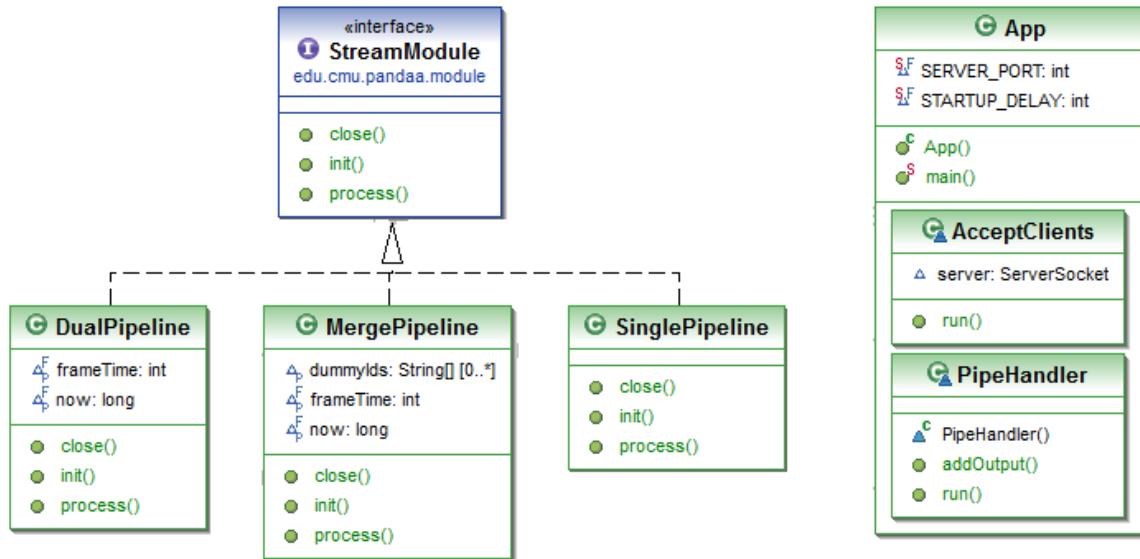 «interface»
StreamModule
edu.cmu.pandaa.module
close()
init()
process()
DualPipeline
frameTime: int
now: long
close()
init()
process()
MergePipeline
dummyIds: String[] [0..*]
frameTime: int
now: long
close()
init()
process()
SinglePipeline
close()
init()
process()
App
SERVER_PORT: int
STARTUP_DELAY: int
App()
main()
AcceptClients
server: ServerSocket
run()
PipeHandler
PipeHandler()
addOutput()
run()